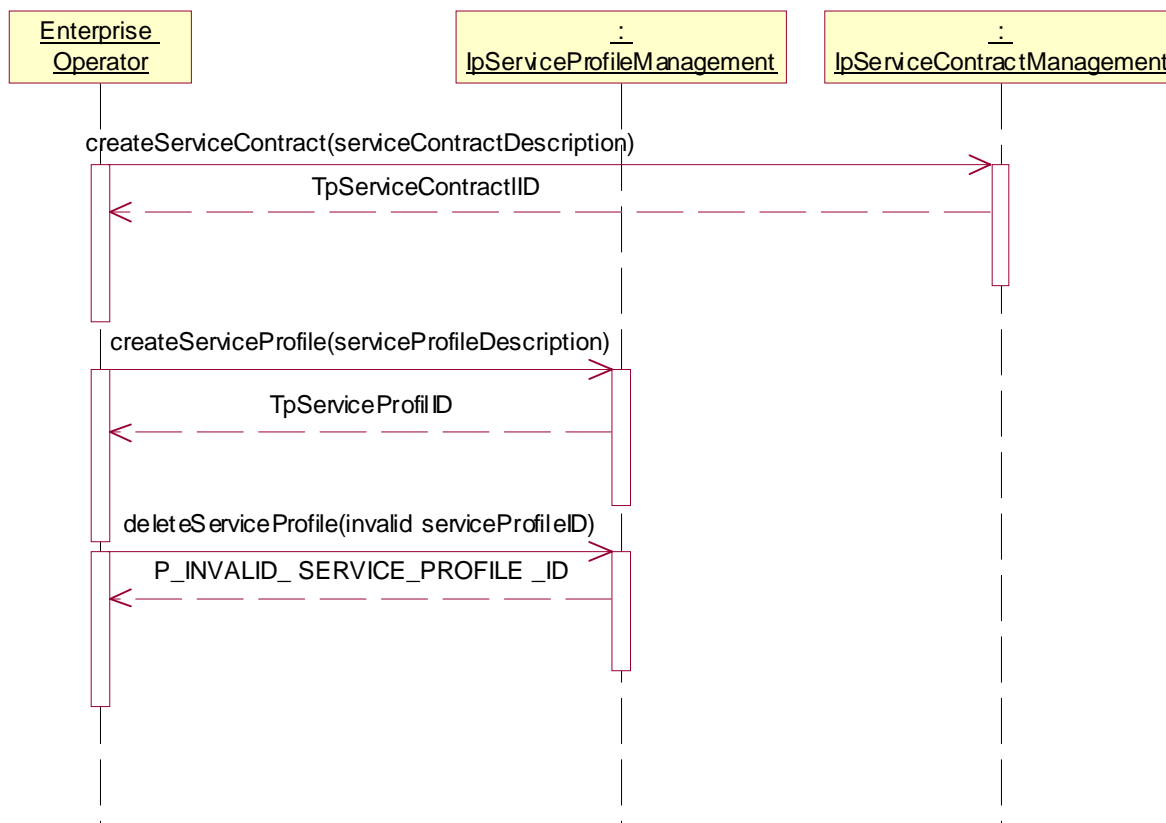 Enterprise
Operator
:
IpServiceProfileManagement
:
IpServiceContractManagement
createServiceContract(serviceContractDescription)
TpServiceContractIID
createServiceProfile(serviceProfileDescription)
TpServiceProfilID
deleteServiceProfile(invalid serviceProfileID)
P_INVALID_ SERVICE_PROFILE _ID